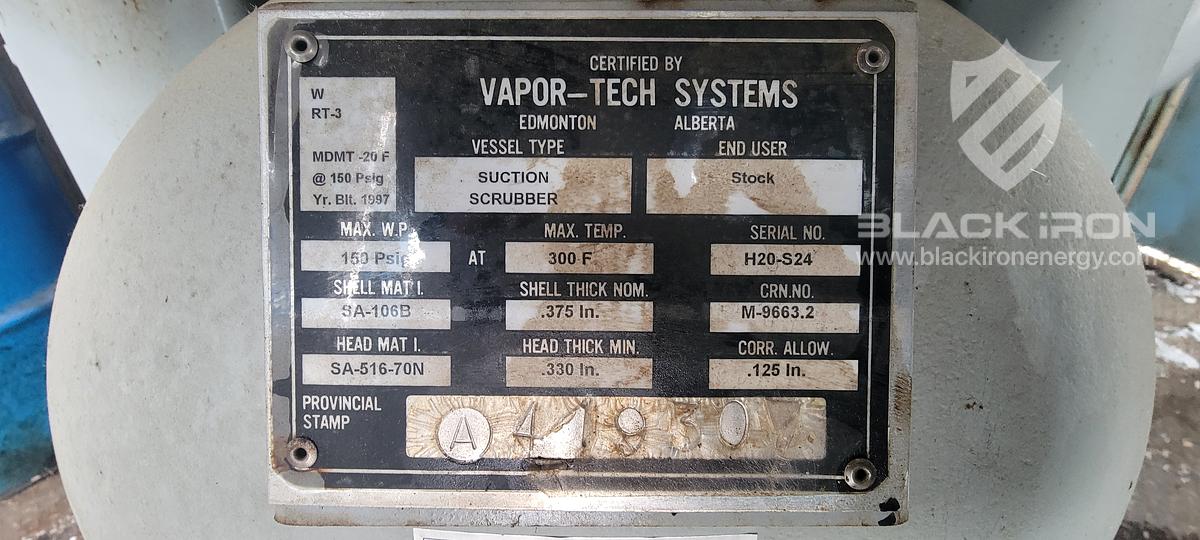 CERTIFIED BY
VAPOR-TECH SYSTEMS
EDMONTON ALBERTA
W
RT-3
MDMT -20 F
@ 150 Psig
Yr. Blt. 1997
VESSEL TYPE
SUCTION
SCRUBBER
END USER
Stock
MAX. W.P.
150 Psig
AT
MAX. TEMP.
300 F
SERIAL NO.
H20-S24
SHELL MAT L.
SA-106B
SHELL THICK NOM.
.375 In.
CRN.NO.
M-9663.2
HEAD MAT L.
SA-516-70N
HEAD THICK MIN.
.330 In.
CORR. ALLOW.
.125 In.
PROVINCIAL
STAMP
A
BLACK iRON
www.blackironenergy.com